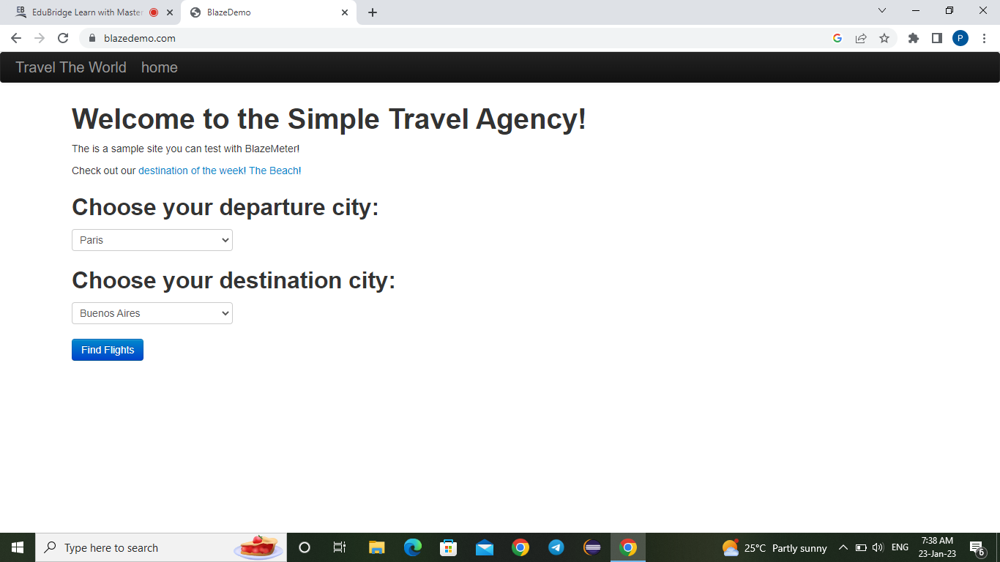 EB EduBridge Learn with Master
BlazeDemo
blazedemo.com
P
Travel The World home
Welcome to the Simple Travel Agency!
The is a sample site you can test with BlazeMeter!
Check out our destination of the week! The Beach!
Choose your departure city:
Paris
Choose your destination city:
Buenos Aires
Find Flights
Type here to search
25°C Partly sunny
ENG
7:38 AM
23-Jan-23
6